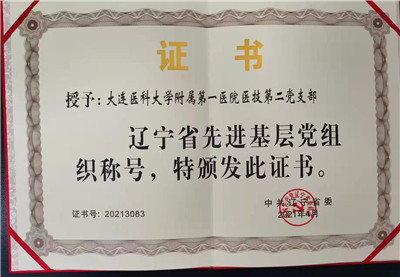 证书
授予：大连医科大学附属第一医院医技第二党支部
辽宁省先进基层党组
织称号，特颁发此证书。
中共辽宁省委
证书号：20213083
2021年4月